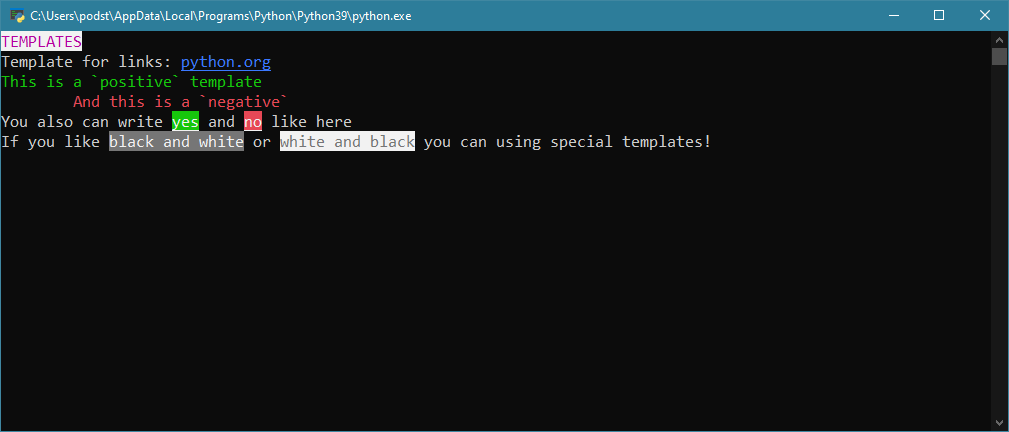 C:\Users\podst\AppData\Local\Programs\Python\Python39\python.exe
TEMPLATES
Template for links: python.org
This is a `positive` template
        And this is a `negative`
You also can write yes and no like here
If you like black and white or white and black you can using special templates!